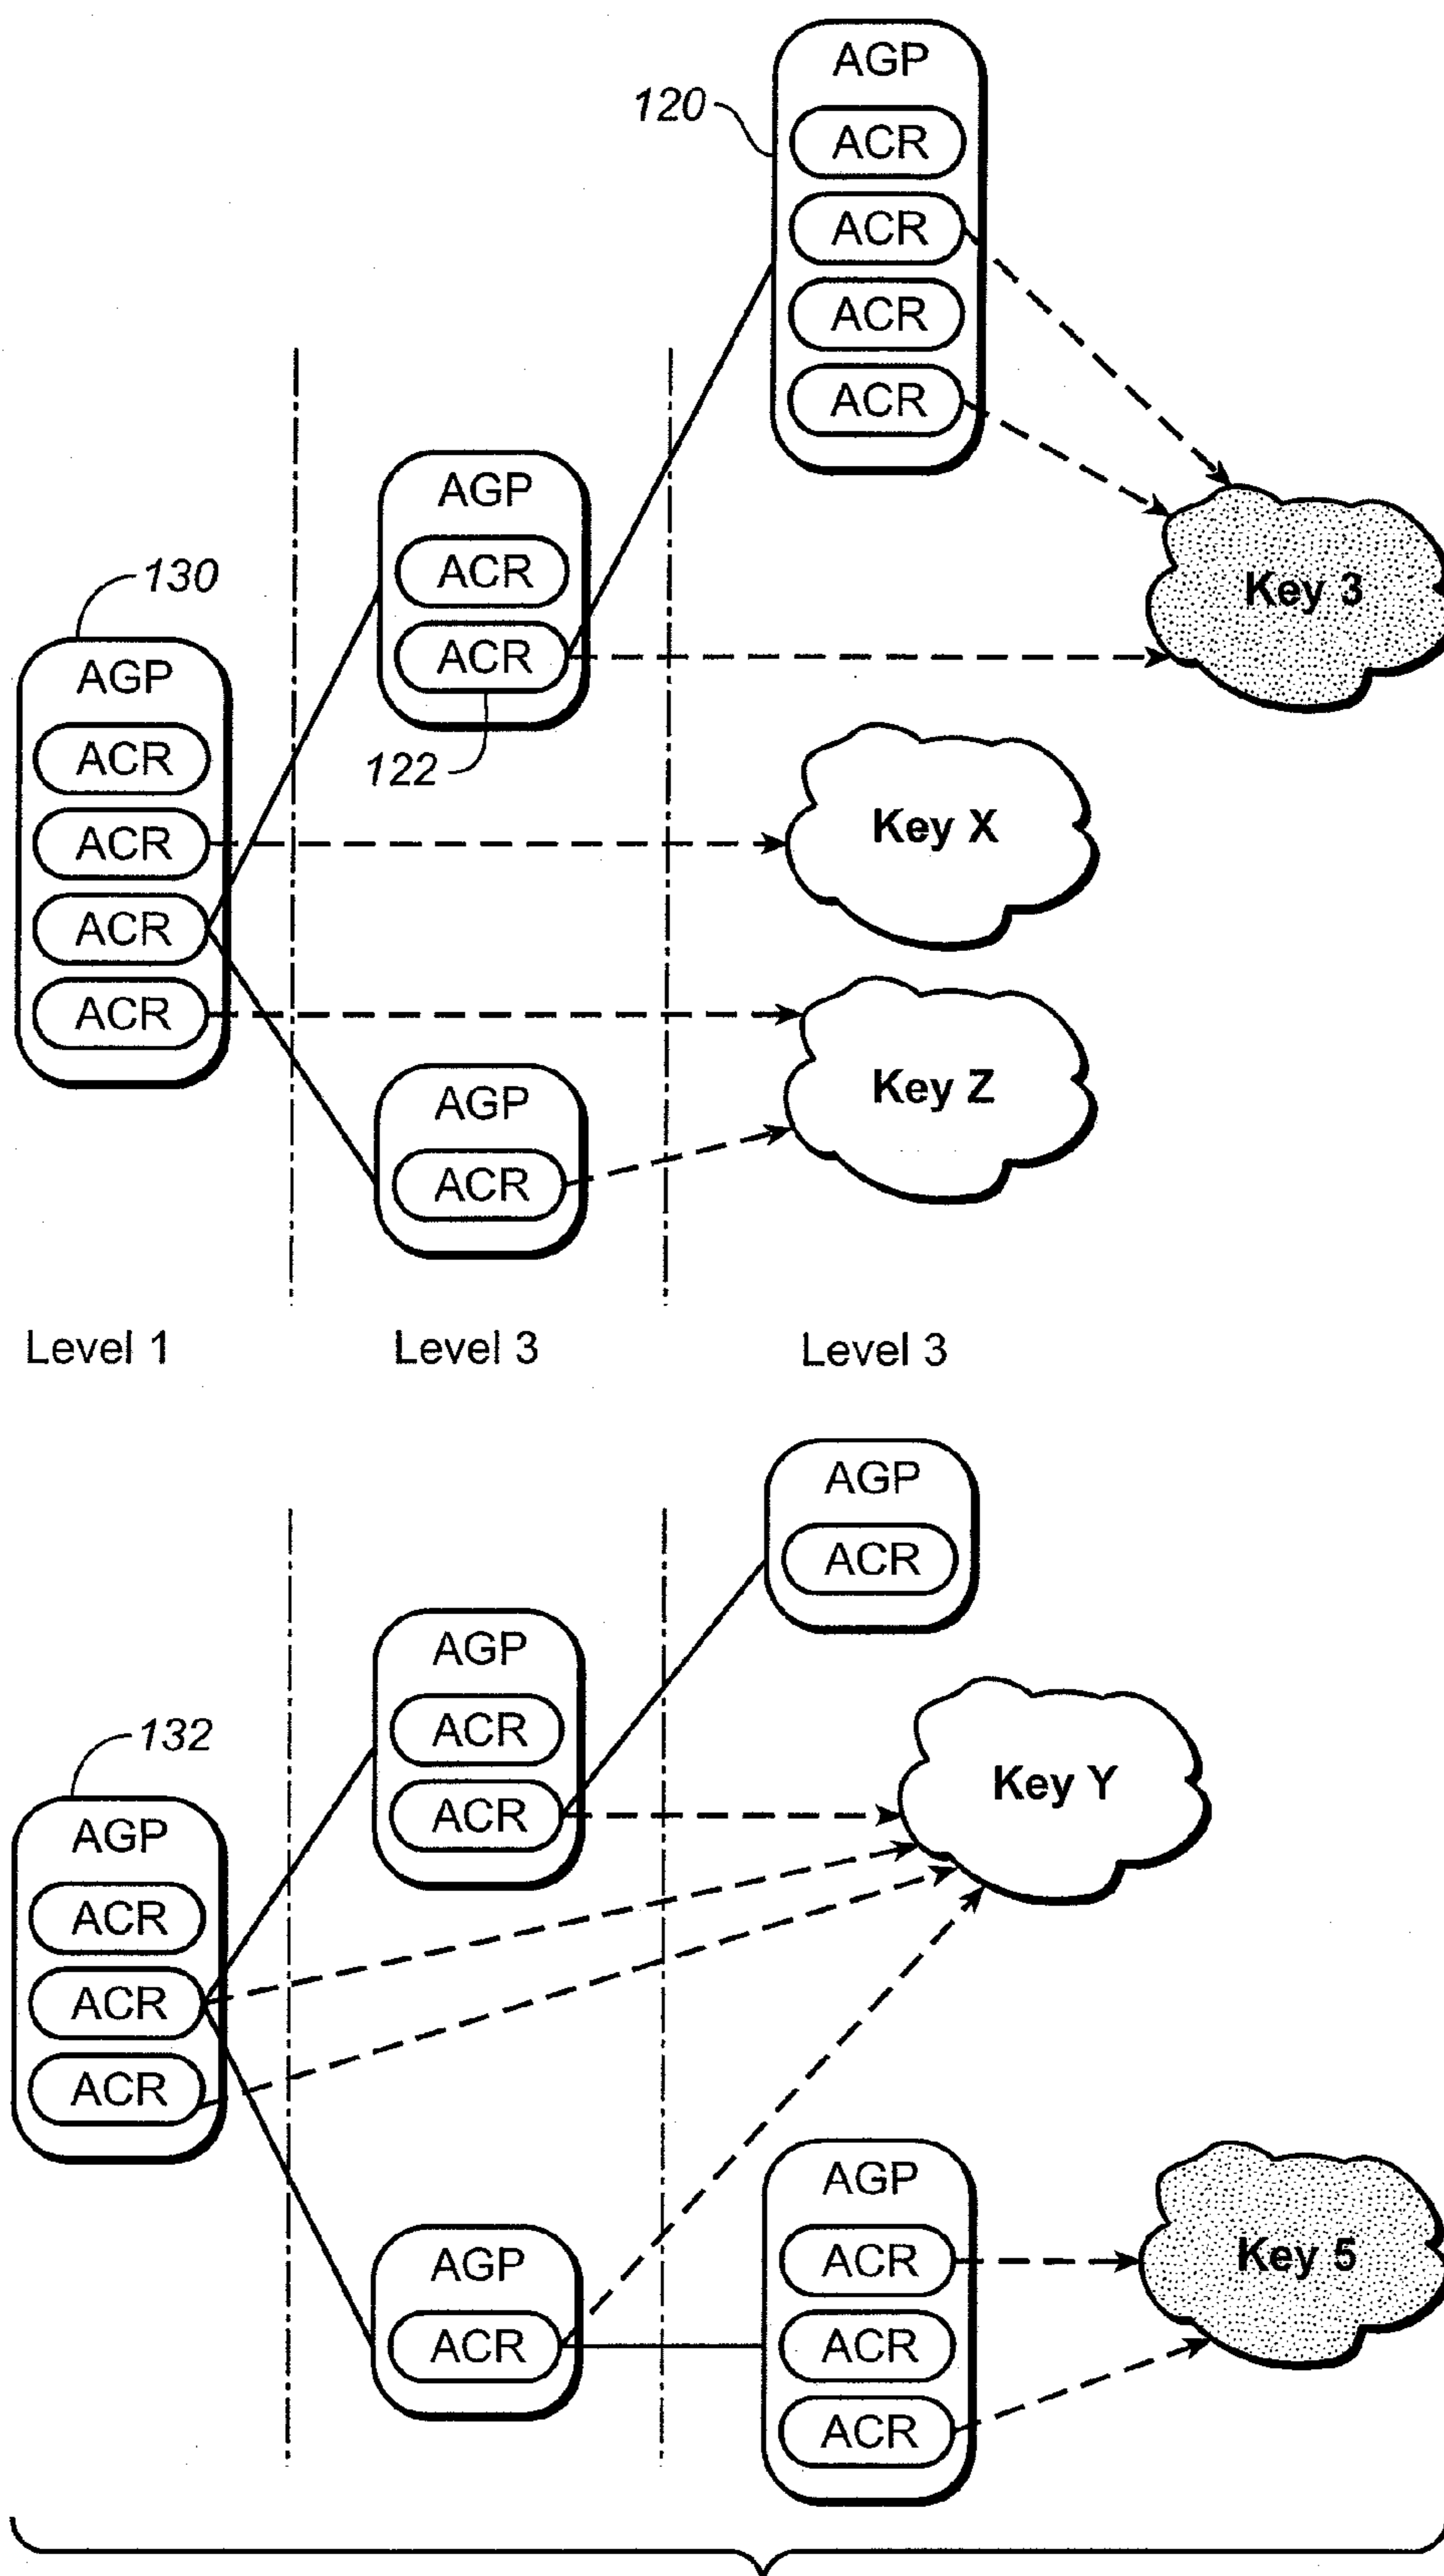 AGP
120
ACR
ACR
ACR
ACR
AGP
ACR
ACR
122
Key 3
130
AGP
ACR
ACR
ACR
ACR
Key X
Key Z
AGP
ACR
Level 1
Level 3
Level 3
AGP
ACR
AGP
ACR
ACR
Key Y
132
AGP
ACR
ACR
ACR
AGP
ACR
AGP
ACR
ACR
ACR
Key 5